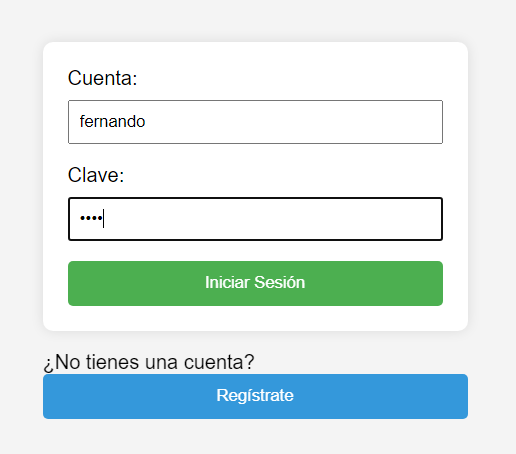 Cuenta:
fernando
Clave:
••••
Iniciar Sesión
¿No tienes una cuenta?
Regístrate